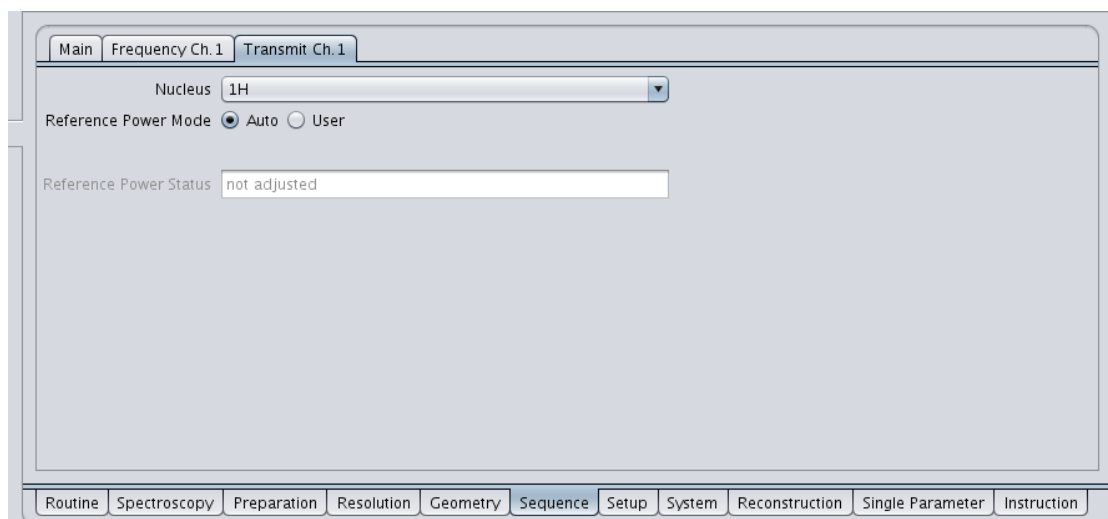 Main Frequency Ch.1 Transmit Ch.1
Nucleus 1H
Reference Power Mode Auto User
Reference Power Status not adjusted
Routine Spectroscopy Preparation Resolution Geometry Sequence Setup System Reconstruction Single Parameter Instruction